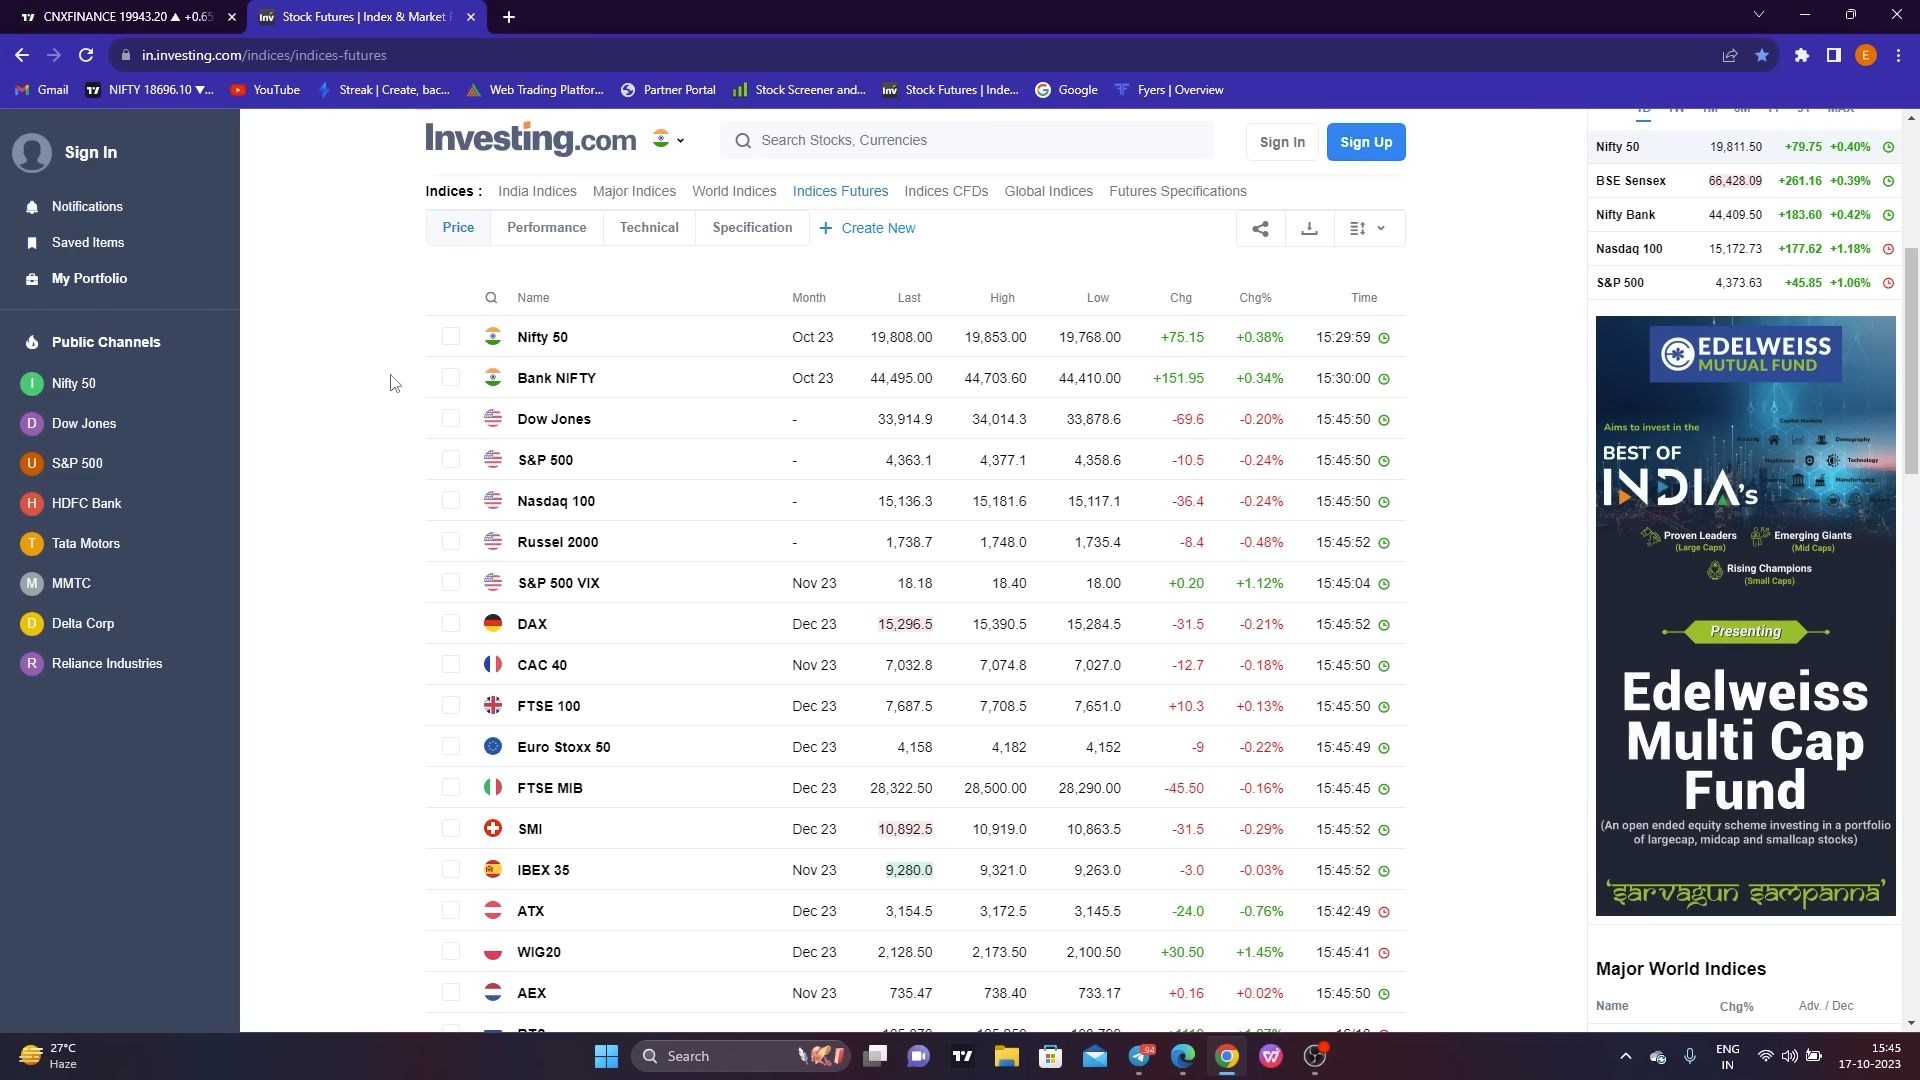 CNXFINANCE 19943.20 ▲ +0.65
Stock Futures | Index & Market F
in.investing.com/indices/indices-futures
E
Gmail
NIFTY 18696.10 ▼...
YouTube
Streak | Create, bac...
Web Trading Platfor...
Partner Portal
Stock Screener and...
Stock Futures | Inde...
Google
Fyers | Overview
Sign In
Notifications
Saved Items
My Portfolio
Public Channels
I Nifty 50
D Dow Jones
U S&P 500
H HDFC Bank
T Tata Motors
M MMTC
D Delta Corp
R Reliance Industries
Investing.com
Search Stocks, Currencies
Sign In
Sign Up
Indices : India Indices Major Indices World Indices Indices Futures Indices CFDs Global Indices Futures Specifications
Price Performance Technical Specification + Create New
Name Month Last High Low Chg Chg% Time
Nifty 50 Oct 23 19,808.00 19,853.00 19,768.00 +75.15 +0.38% 15:29:59
Bank NIFTY Oct 23 44,495.00 44,703.60 44,410.00 +151.95 +0.34% 15:30:00
Dow Jones - 33,914.9 34,014.3 33,878.6 -69.6 -0.20% 15:45:50
S&P 500 - 4,363.1 4,377.1 4,358.6 -10.5 -0.24% 15:45:50
Nasdaq 100 - 15,136.3 15,181.6 15,117.1 -36.4 -0.24% 15:45:50
Russel 2000 - 1,738.7 1,748.0 1,735.4 -8.4 -0.48% 15:45:52
S&P 500 VIX Nov 23 18.18 18.40 18.00 +0.20 +1.12% 15:45:04
DAX Dec 23 15,296.5 15,390.5 15,284.5 -31.5 -0.21% 15:45:52
CAC 40 Nov 23 7,032.8 7,074.8 7,027.0 -12.7 -0.18% 15:45:50
FTSE 100 Dec 23 7,687.5 7,708.5 7,651.0 +10.3 +0.13% 15:45:50
Euro Stoxx 50 Dec 23 4,158 4,182 4,152 -9 -0.22% 15:45:49
FTSE MIB Dec 23 28,322.50 28,500.00 28,290.00 -45.50 -0.16% 15:45:45
SMI Dec 23 10,892.5 10,919.0 10,863.5 -31.5 -0.29% 15:45:52
IBEX 35 Nov 23 9,280.0 9,321.0 9,263.0 -3.0 -0.03% 15:45:52
ATX Dec 23 3,154.5 3,172.5 3,145.5 -24.0 -0.76% 15:42:49
WIG20 Dec 23 2,128.50 2,173.50 2,100.50 +30.50 +1.45% 15:45:41
AEX Nov 23 735.47 738.40 733.17 +0.16 +0.02% 15:45:50
Nifty 50 19,811.50 +79.75 +0.40%
BSE Sensex 66,428.09 +261.16 +0.39%
Nifty Bank 44,409.50 +183.60 +0.42%
Nasdaq 100 15,172.73 +177.62 +1.18%
S&P 500 4,373.63 +45.85 +1.06%
EDELWEISS
MUTUAL FUND
Aims to invest in the
BEST OF
INDIA's
Capital Markets
Demography
Technology
Manufacturing
Proven Leaders
(Large Caps)
Emerging Giants
(Mid Caps)
Rising Champions
(Small Caps)
Presenting
Edelweiss
Multi Cap
Fund
(An open ended equity scheme investing in a portfolio
of largecap, midcap and smallcap stocks)
'sarvagun sampanna'
Major World Indices
Name Chg% Adv. / Dec
27°C
Haze
Search
94
ENG
IN
15:45
17-10-2023